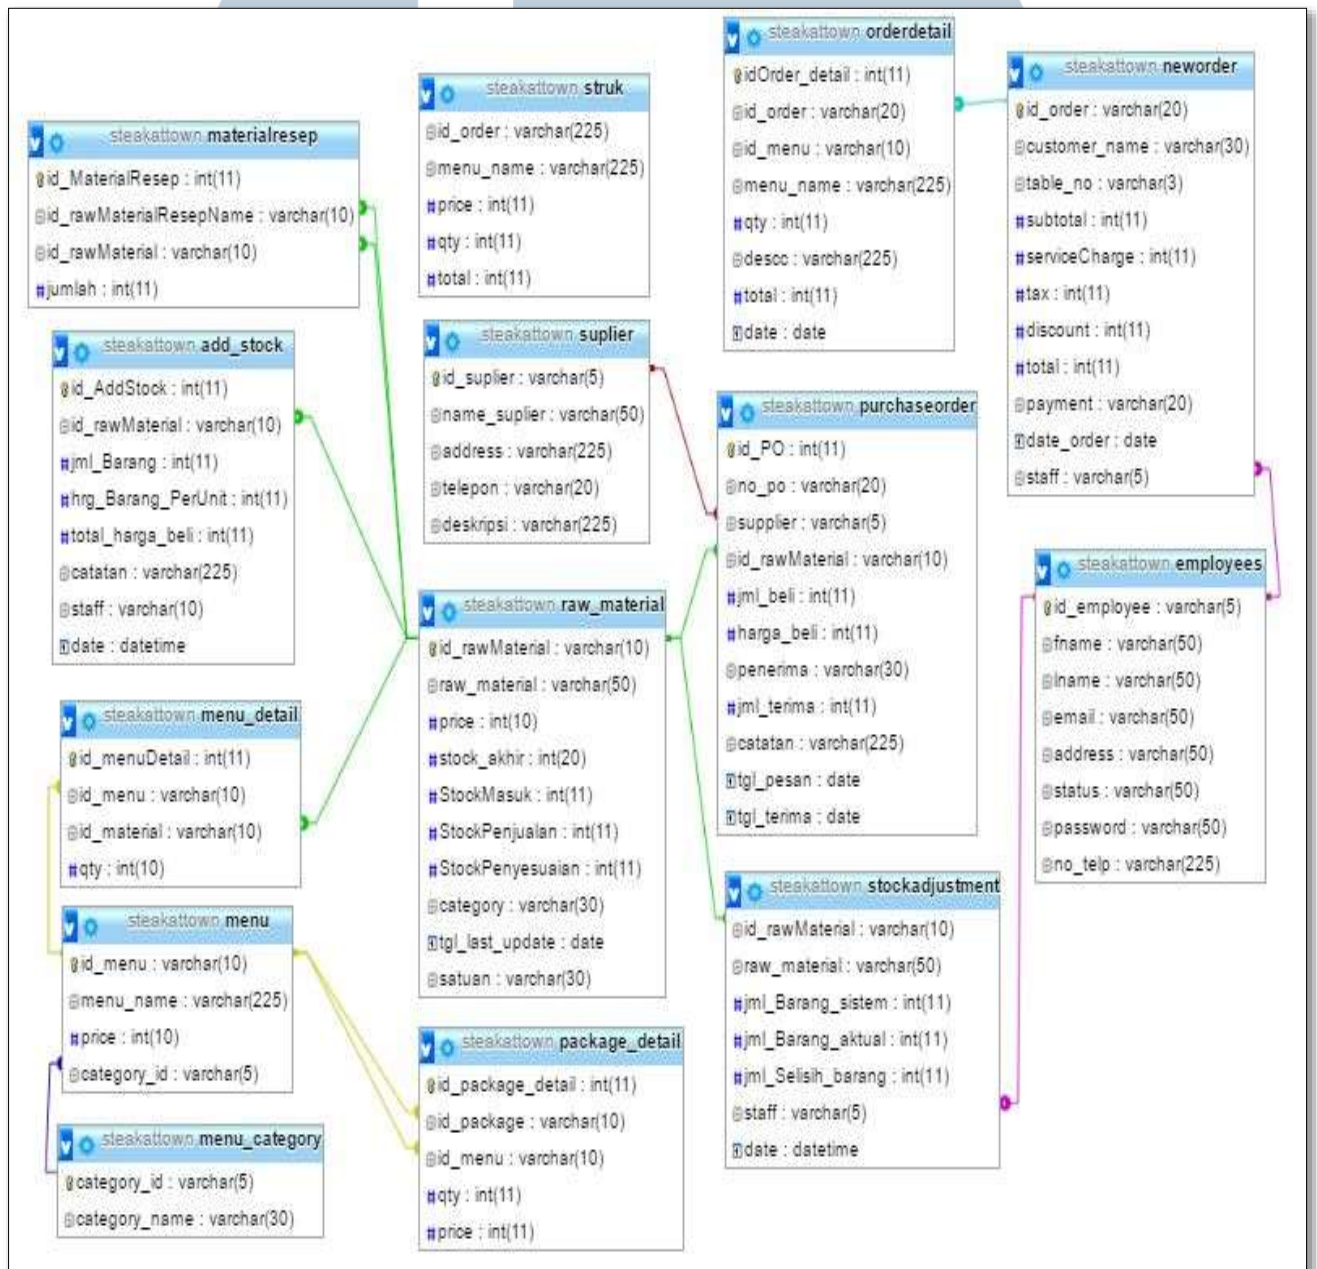 steakattown materialresep
id_MaterialResep : int(11)
id_rawMaterialResepName : varchar(10)
id_rawMaterial : varchar(10)
jumlah : int(11)
steakattown add_stock
id_AddStock : int(11)
id_rawMaterial : varchar(10)
jml_Barang : int(11)
hrg_Barang_PerUnit : int(11)
total_harga_beli : int(11)
catatan : varchar(225)
staff : varchar(10)
date : datetime
steakattown menu_detail
id_menuDetail : int(11)
id_menu : varchar(10)
id_material : varchar(10)
qty : int(10)
steakattown menu
id_menu : varchar(10)
menu_name : varchar(225)
price : int(10)
category_id : varchar(5)
steakattown menu_category
category_id : varchar(5)
category_name : varchar(30)
steakattown struk
id_order : varchar(225)
menu_name : varchar(225)
price : int(11)
qty : int(11)
total : int(11)
steakattown suplier
id_suplier : varchar(5)
name_suplier : varchar(50)
address : varchar(225)
telepon : varchar(20)
deskripsi : varchar(225)
steakattown raw_material
id_rawMaterial : varchar(10)
raw_material : varchar(50)
price : int(10)
stock_akhir : int(20)
StockMasuk : int(11)
StockPenjualan : int(11)
StockPenyesuaian : int(11)
category : varchar(30)
tgl_last_update : date
satuan : varchar(30)
steakattown package_detail
id_package_detail : int(11)
id_package : varchar(10)
id_menu : varchar(10)
qty : int(11)
price : int(11)
steakattown orderdetail
idOrder_detail : int(11)
id_order : varchar(20)
id_menu : varchar(10)
menu_name : varchar(225)
qty : int(11)
descc : varchar(225)
total : int(11)
date : date
steakattown purchaseorder
id_PO : int(11)
no_po : varchar(20)
supplier : varchar(5)
id_rawMaterial : varchar(10)
jml_beli : int(11)
harga_beli : int(11)
penerima : varchar(30)
jml_terima : int(11)
catatan : varchar(225)
tgl_pesan : date
tgl_terima : date
steakattown stockadjustment
id_rawMaterial : varchar(10)
raw_material : varchar(50)
jml_Barang_sistem : int(11)
jml_Barang_aktual : int(11)
jml_Selisih_barang : int(11)
staff : varchar(5)
date : datetime
steakattown neworder
id_order : varchar(20)
customer_name : varchar(30)
table_no : varchar(3)
subtotal : int(11)
serviceCharge : int(11)
tax : int(11)
discount : int(11)
total : int(11)
payment : varchar(20)
date_order : date
staff : varchar(5)
steakattown employees
id_employee : varchar(5)
fname : varchar(50)
lname : varchar(50)
email : varchar(50)
address : varchar(50)
status : varchar(50)
password : varchar(50)
no_telp : varchar(225)